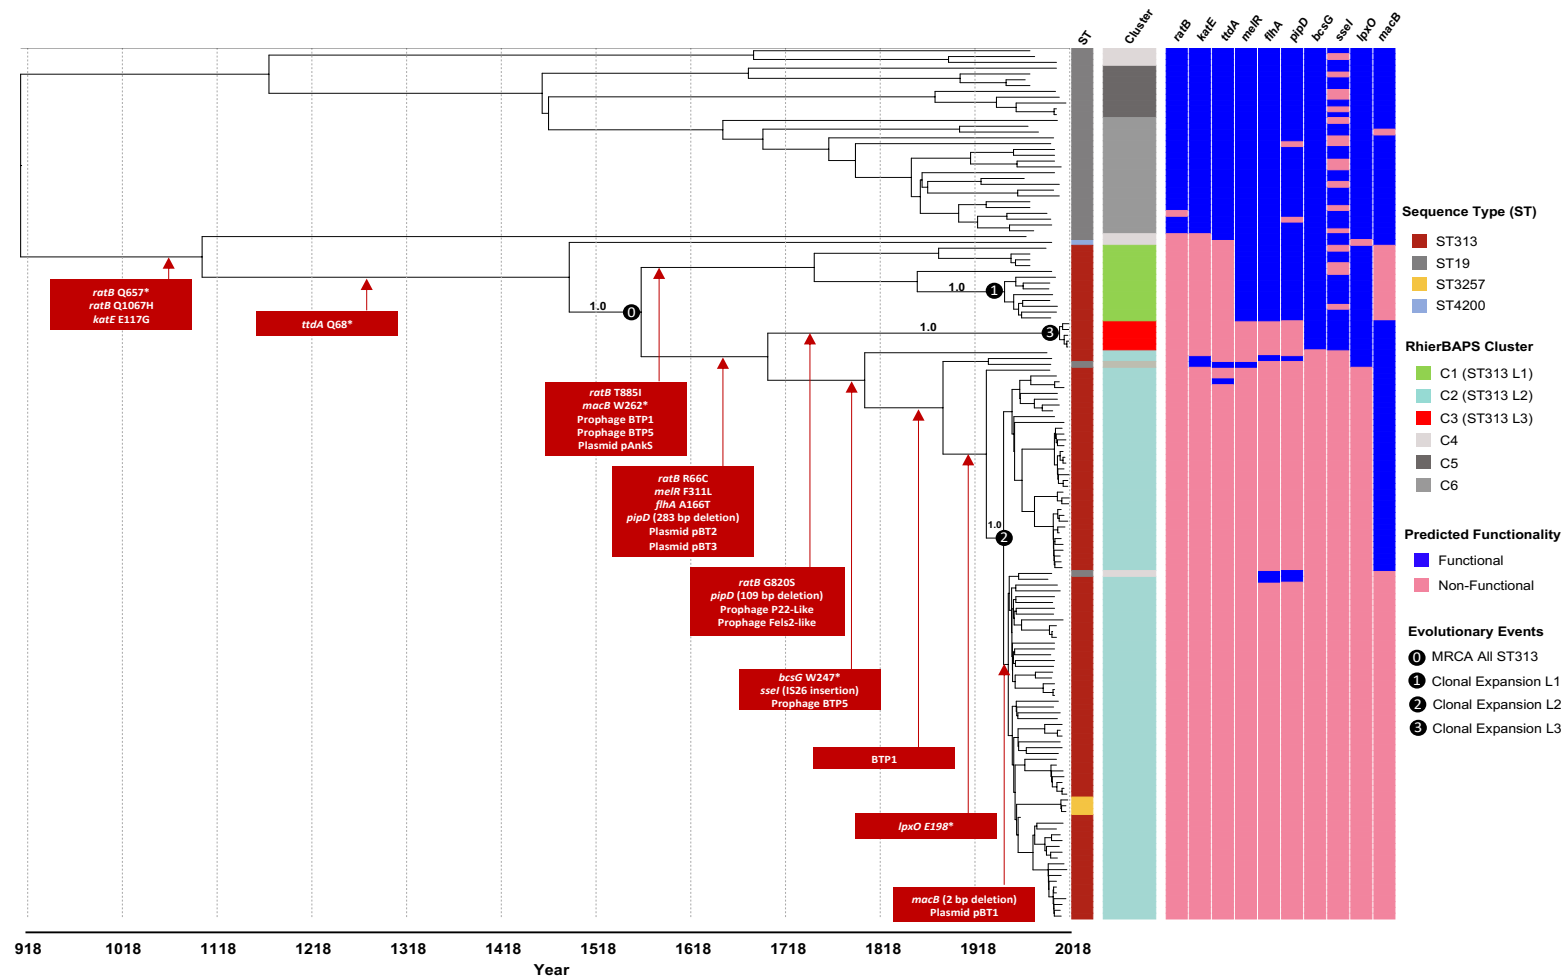 ST
Cluster
ratB
katE
ttdA
melR
flhA
pipD
bcsG
sseI
lpxO
macB
ratB Q657*
ratB Q1067H
katE E117G
ttdA Q68*
1.0
0
1.0
1
1.0
3
1.0
2
ratB T885I
macB W262*
Prophage BTP1
Prophage BTP5
Plasmid pAnkS
ratB R66C
melR F311L
flhA A166T
pipD (283 bp deletion)
Plasmid pBT2
Plasmid pBT3
ratB G820S
pipD (109 bp deletion)
Prophage P22-Like
Prophage Fels2-like
bcsG W247*
sseI (IS26 insertion)
Prophage BTP5
BTP1
lpxO E198*
macB (2 bp deletion)
Plasmid pBT1
Sequence Type (ST)
ST313
ST19
ST3257
ST4200
RhierBAPS Cluster
C1 (ST313 L1)
C2 (ST313 L2)
C3 (ST313 L3)
C4
C5
C6
Predicted Functionality
Functional
Non-Functional
Evolutionary Events
0 MRCA All ST313
1 Clonal Expansion L1
2 Clonal Expansion L2
3 Clonal Expansion L3
918 1018 1118 1218 1318 1418 1518 1618 1718 1818 1918 2018
Year